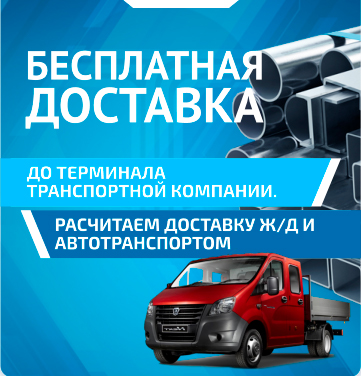 БЕСПЛАТНАЯ
ДОСТАВКА
ДО ТЕРМИНАЛА
ТРАНСПОРТНОЙ КОМПАНИИ.
РАСЧИТАЕМ ДОСТАВКУ Ж/Д И
АВТОТРАНСПОРТОМ